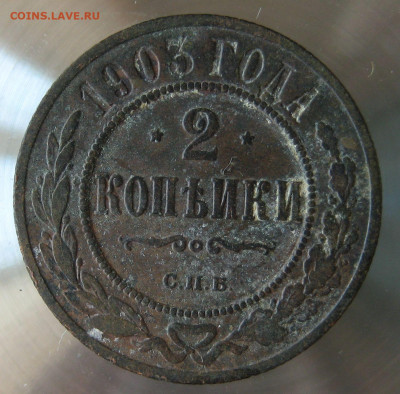 COINS.LAVE.RU
1903 ГОДА
2
КОПѢЙКИ
С.П.Б.